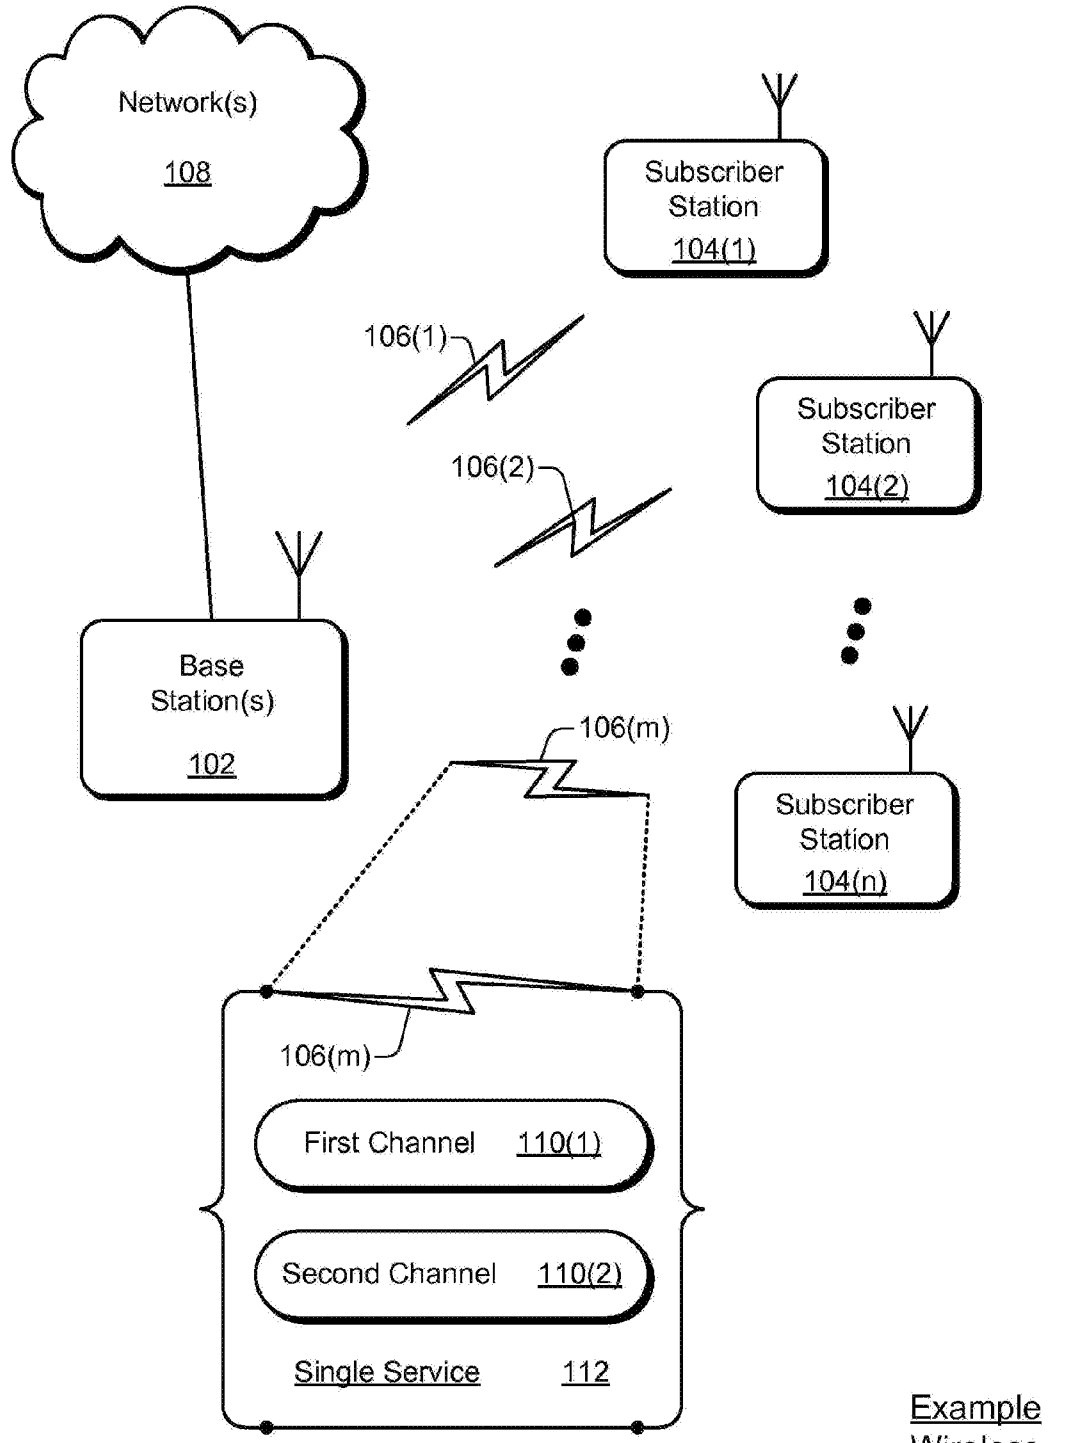 Network(s)
108
Subscriber
Station
104(1)
106(1)
Subscriber
Station
104(2)
106(2)
Base
Station(s)
102
106(m)
Subscriber
Station
104(n)
106(m)
First Channel 110(1)
Second Channel 110(2)
Single Service 112
Example